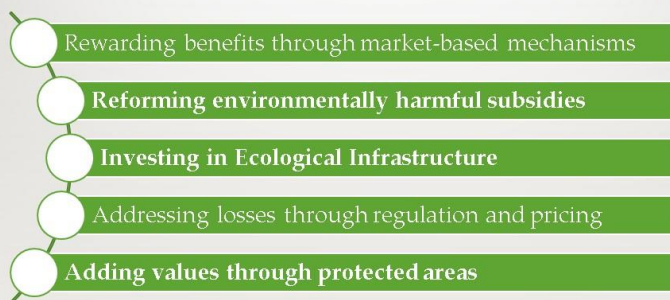 Rewarding benefits through market-based mechanisms
Reforming environmentally harmful subsidies
Investing in Ecological Infrastructure
Addressing losses through regulation and pricing
Adding values through protected areas